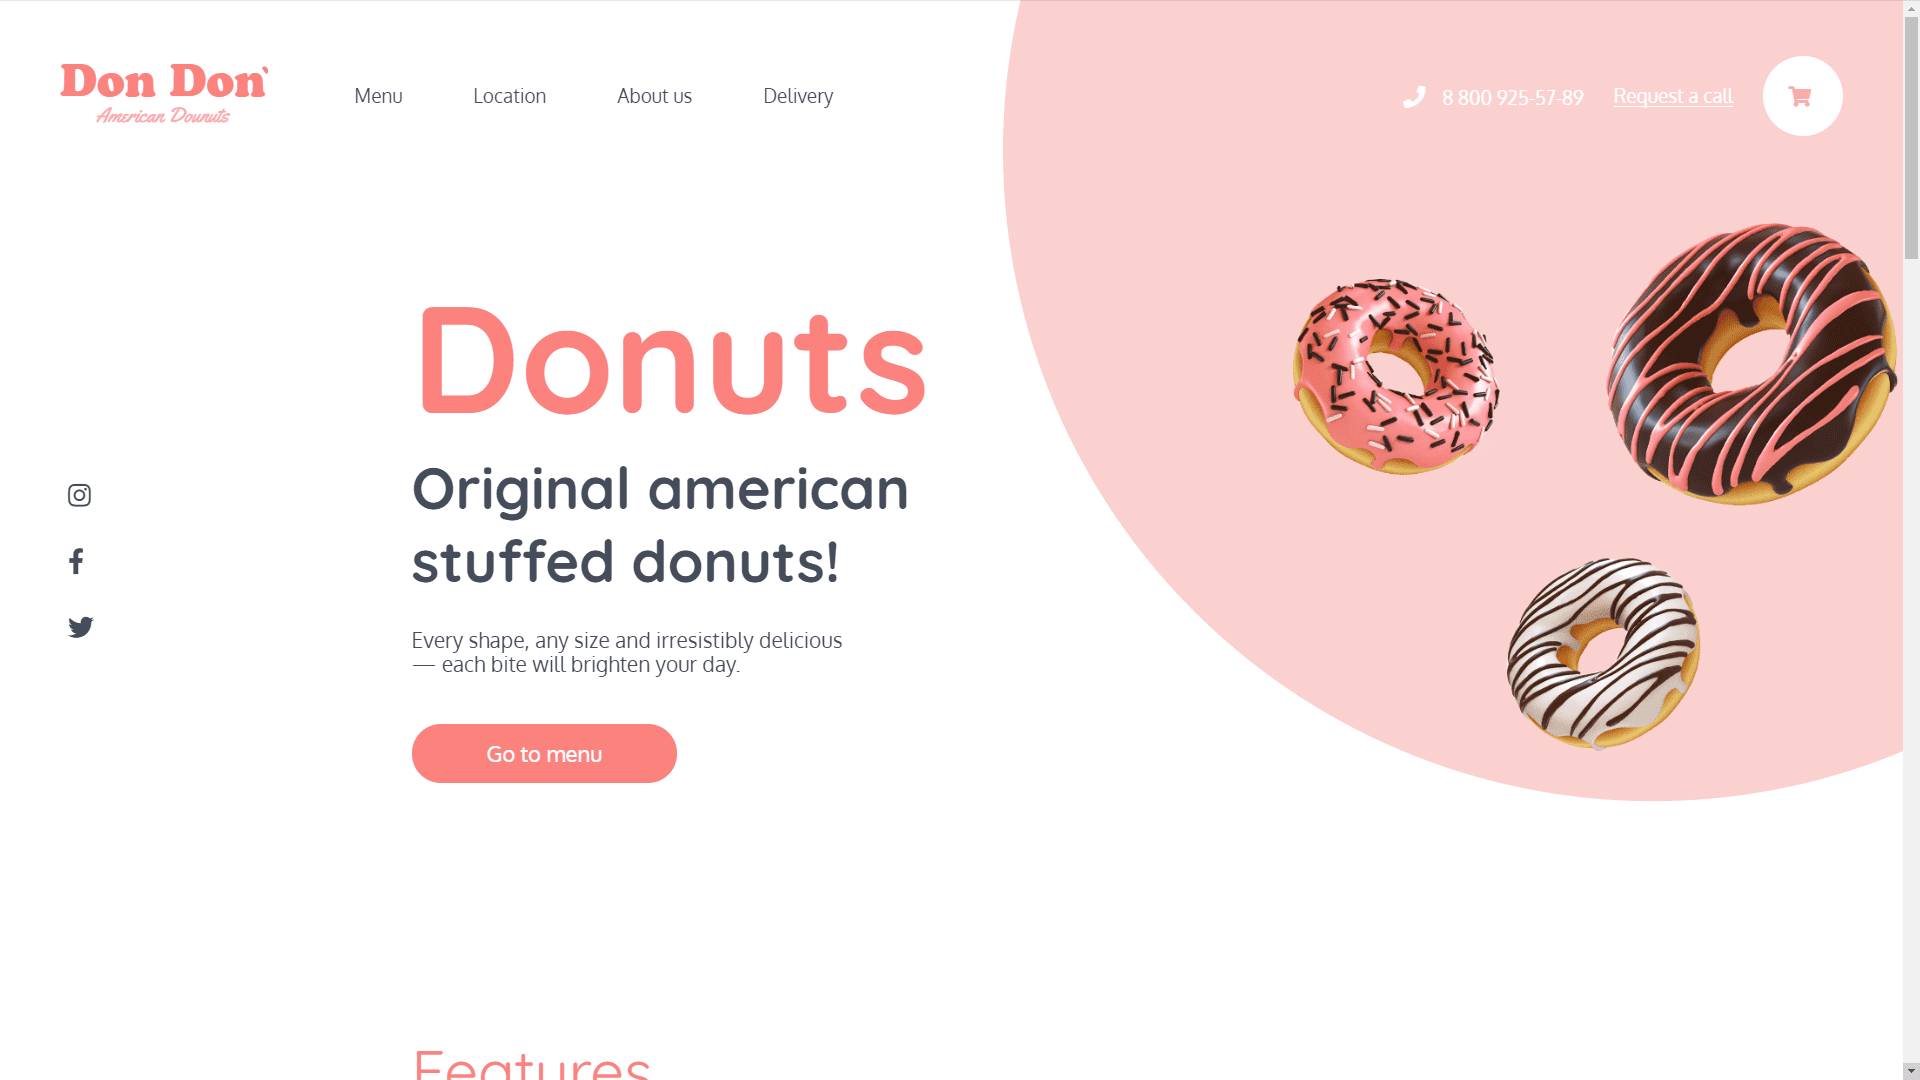 Don Don`
American Dounuts
Menu
Location
About us
Delivery
8 800 925-57-89
Request a call
Donuts
Original american
stuffed donuts!
Every shape, any size and irresistibly delicious
— each bite will brighten your day.
Go to menu
Features